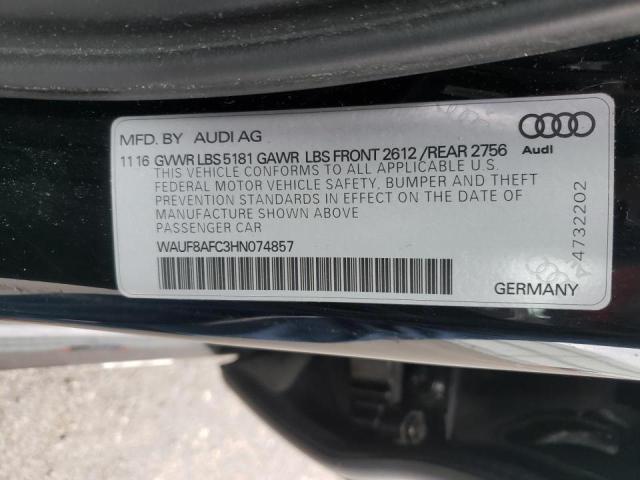 MFD. BY AUDI AG
11 16 GVWR LBS 5181 GAWR LBS FRONT 2612 /REAR 2756
THIS VEHICLE CONFORMS TO ALL APPLICABLE U.S.
FEDERAL MOTOR VEHICLE SAFETY, BUMPER AND THEFT
PREVENTION STANDARDS IN EFFECT ON THE DATE OF
MANUFACTURE SHOWN ABOVE
PASSENGER CAR
WAUF8AFC3HN074857
Audi
A 4732202
GERMANY